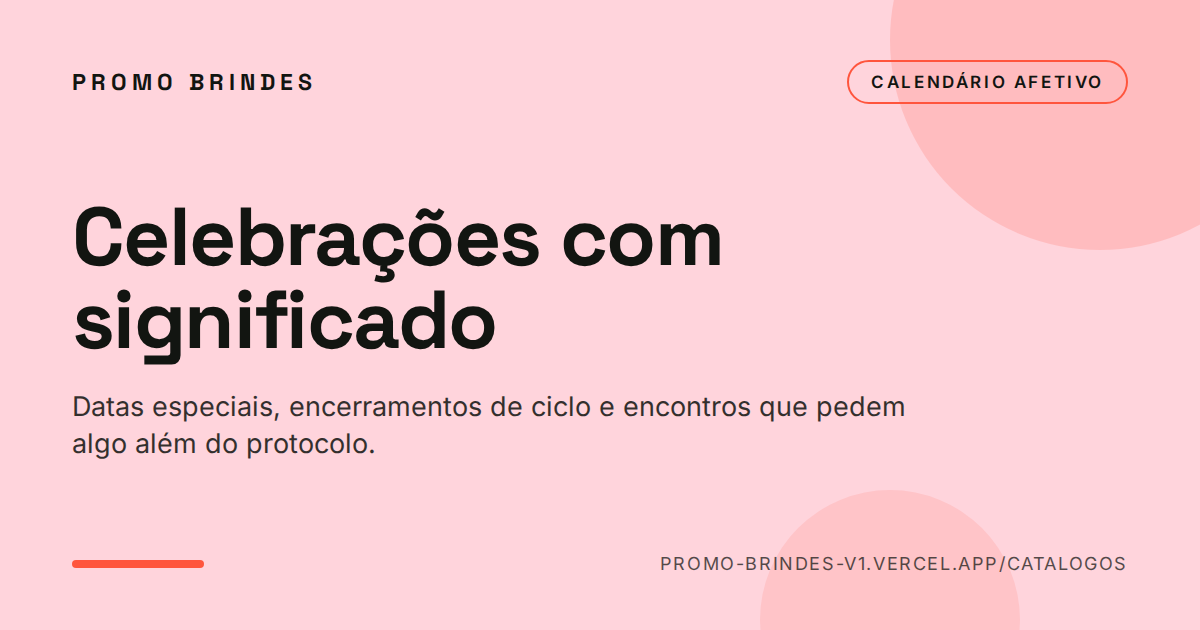 PROMO BRINDES
CALENDÁRIO AFETIVO
Celebrações com
significado
Datas especiais, encerramentos de ciclo e encontros que pedem
algo além do protocolo.
PROMO-BRINDES-V1.VERCEL.APP/CATALOGOS